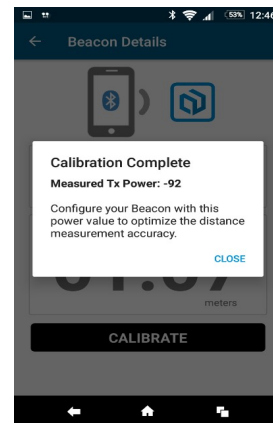 53% 12:46
Beacon Details
Calibration Complete
Measured Tx Power: -92
Configure your Beacon with this
power value to optimize the distance
measurement accuracy.
CLOSE
meters
CALIBRATE